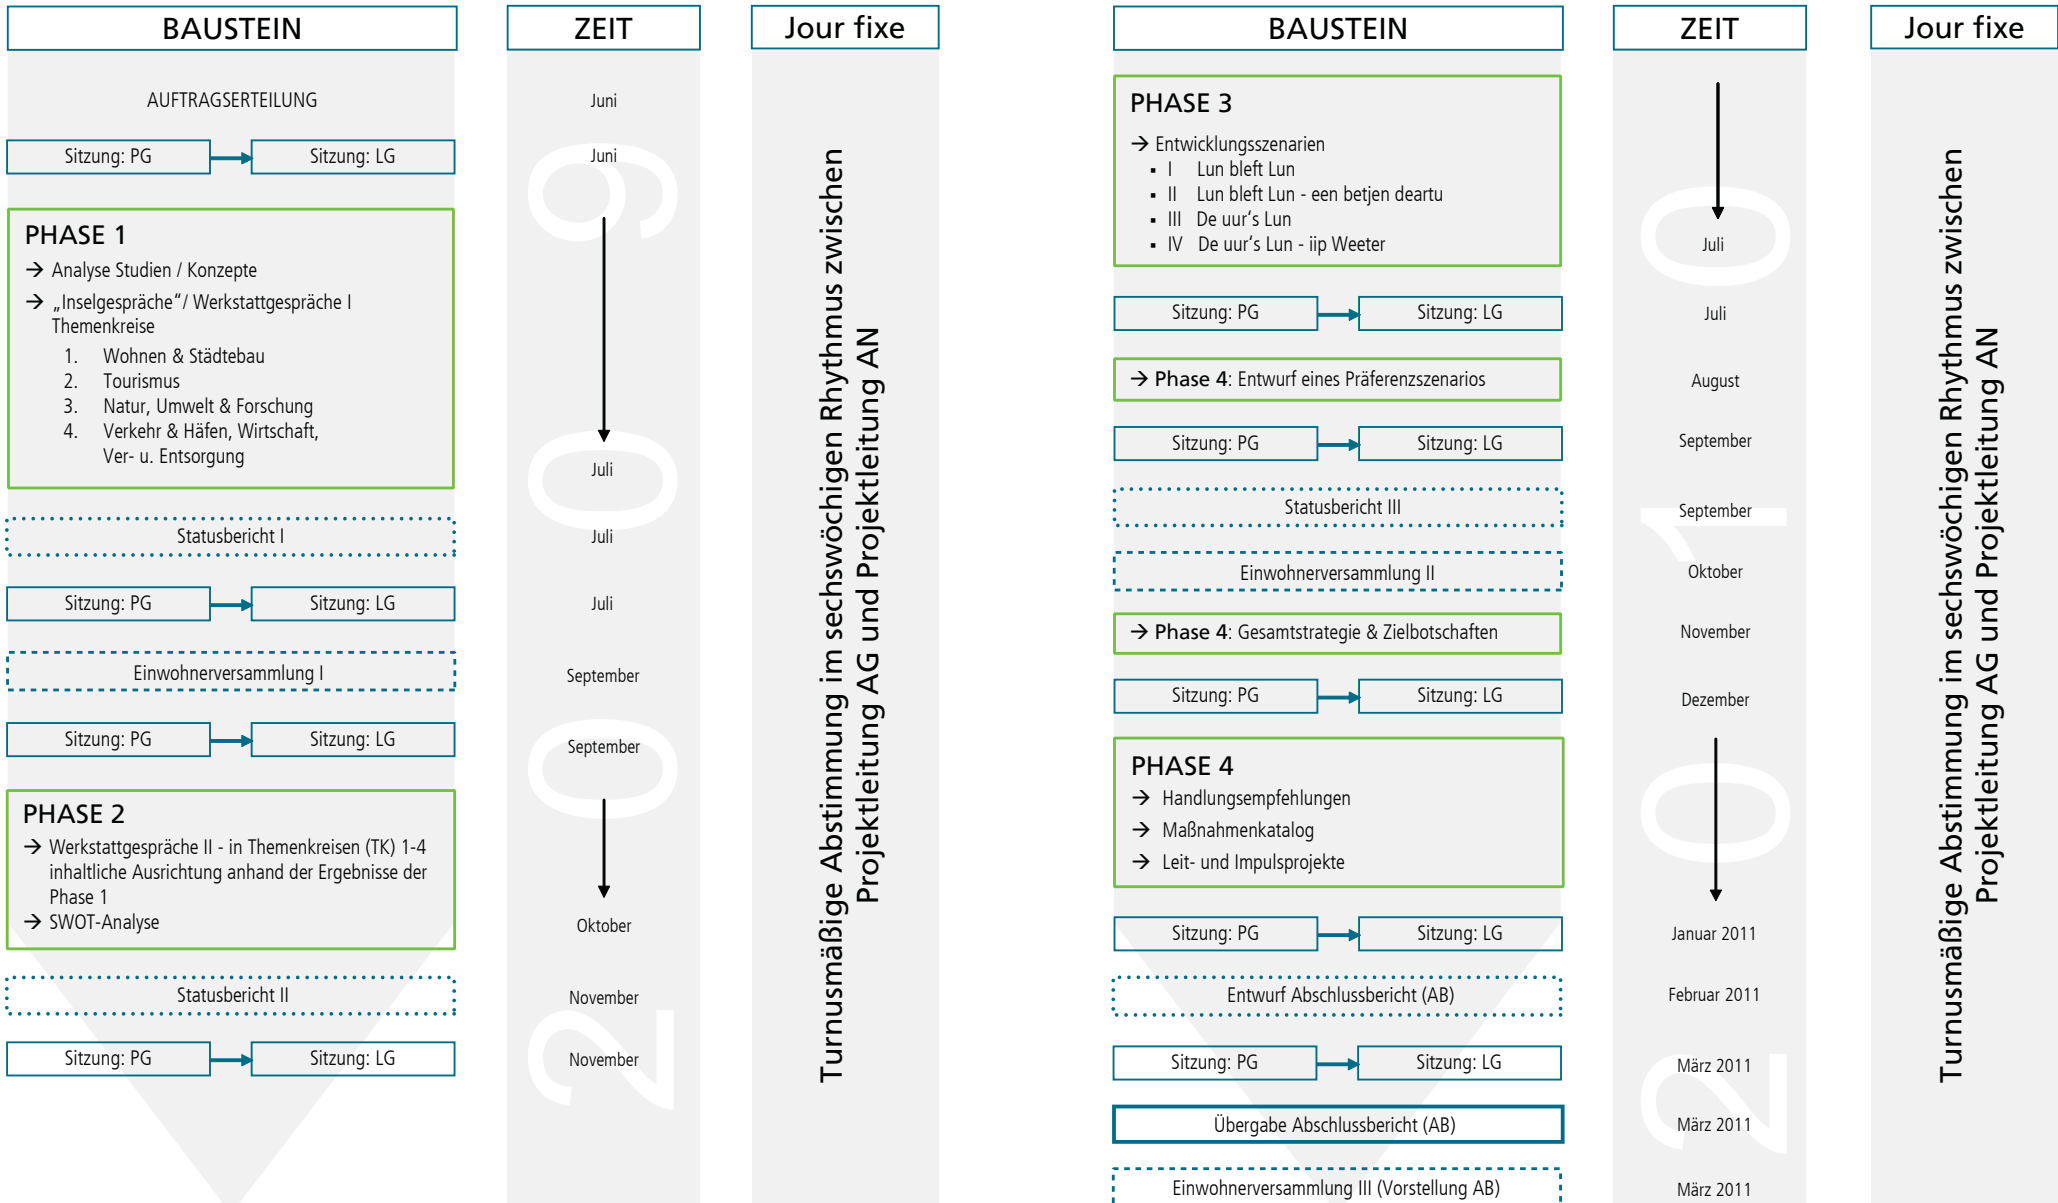 BAUSTEIN
ZEIT
Jour fixe
AUFTRAGSERTEILUNG
Juni
Sitzung: PG
Sitzung: LG
Juni
PHASE 1
→ Analyse Studien / Konzepte
→ „Inselgespräche“/ Werkstattgespräche I
Themenkreise
1. Wohnen & Städtebau
2. Tourismus
3. Natur, Umwelt & Forschung
4. Verkehr & Häfen, Wirtschaft,
Ver- u. Entsorgung
Juli
Statusbericht I
Juli
Sitzung: PG
Sitzung: LG
Juli
Einwohnerversammlung I
September
Sitzung: PG
Sitzung: LG
September
PHASE 2
→ Werkstattgespräche II - in Themenkreisen (TK) 1-4
inhaltliche Ausrichtung anhand der Ergebnisse der
Phase 1
→ SWOT-Analyse
Oktober
Statusbericht II
November
Sitzung: PG
Sitzung: LG
November
2009
Turnusmäßige Abstimmung im sechswöchigen Rhythmus zwischen
Projektleitung AG und Projektleitung AN
BAUSTEIN
ZEIT
Jour fixe
PHASE 3
→ Entwicklungsszenarien
▪ I Lun bleft Lun
▪ II Lun bleft Lun - een betjen deartu
▪ III De uur‘s Lun
▪ IV De uur‘s Lun - iip Weeter
Juli
Sitzung: PG
Sitzung: LG
Juli
→ Phase 4: Entwurf eines Präferenzszenarios
August
Sitzung: PG
Sitzung: LG
September
Statusbericht III
September
Einwohnerversammlung II
Oktober
→ Phase 4: Gesamtstrategie & Zielbotschaften
November
Sitzung: PG
Sitzung: LG
Dezember
PHASE 4
→ Handlungsempfehlungen
→ Maßnahmenkatalog
→ Leit- und Impulsprojekte
Sitzung: PG
Sitzung: LG
Januar 2011
Entwurf Abschlussbericht (AB)
Februar 2011
Sitzung: PG
Sitzung: LG
März 2011
Übergabe Abschlussbericht (AB)
März 2011
Einwohnerversammlung III (Vorstellung AB)
März 2011
2010
Turnusmäßige Abstimmung im sechswöchigen Rhythmus zwischen
Projektleitung AG und Projektleitung AN